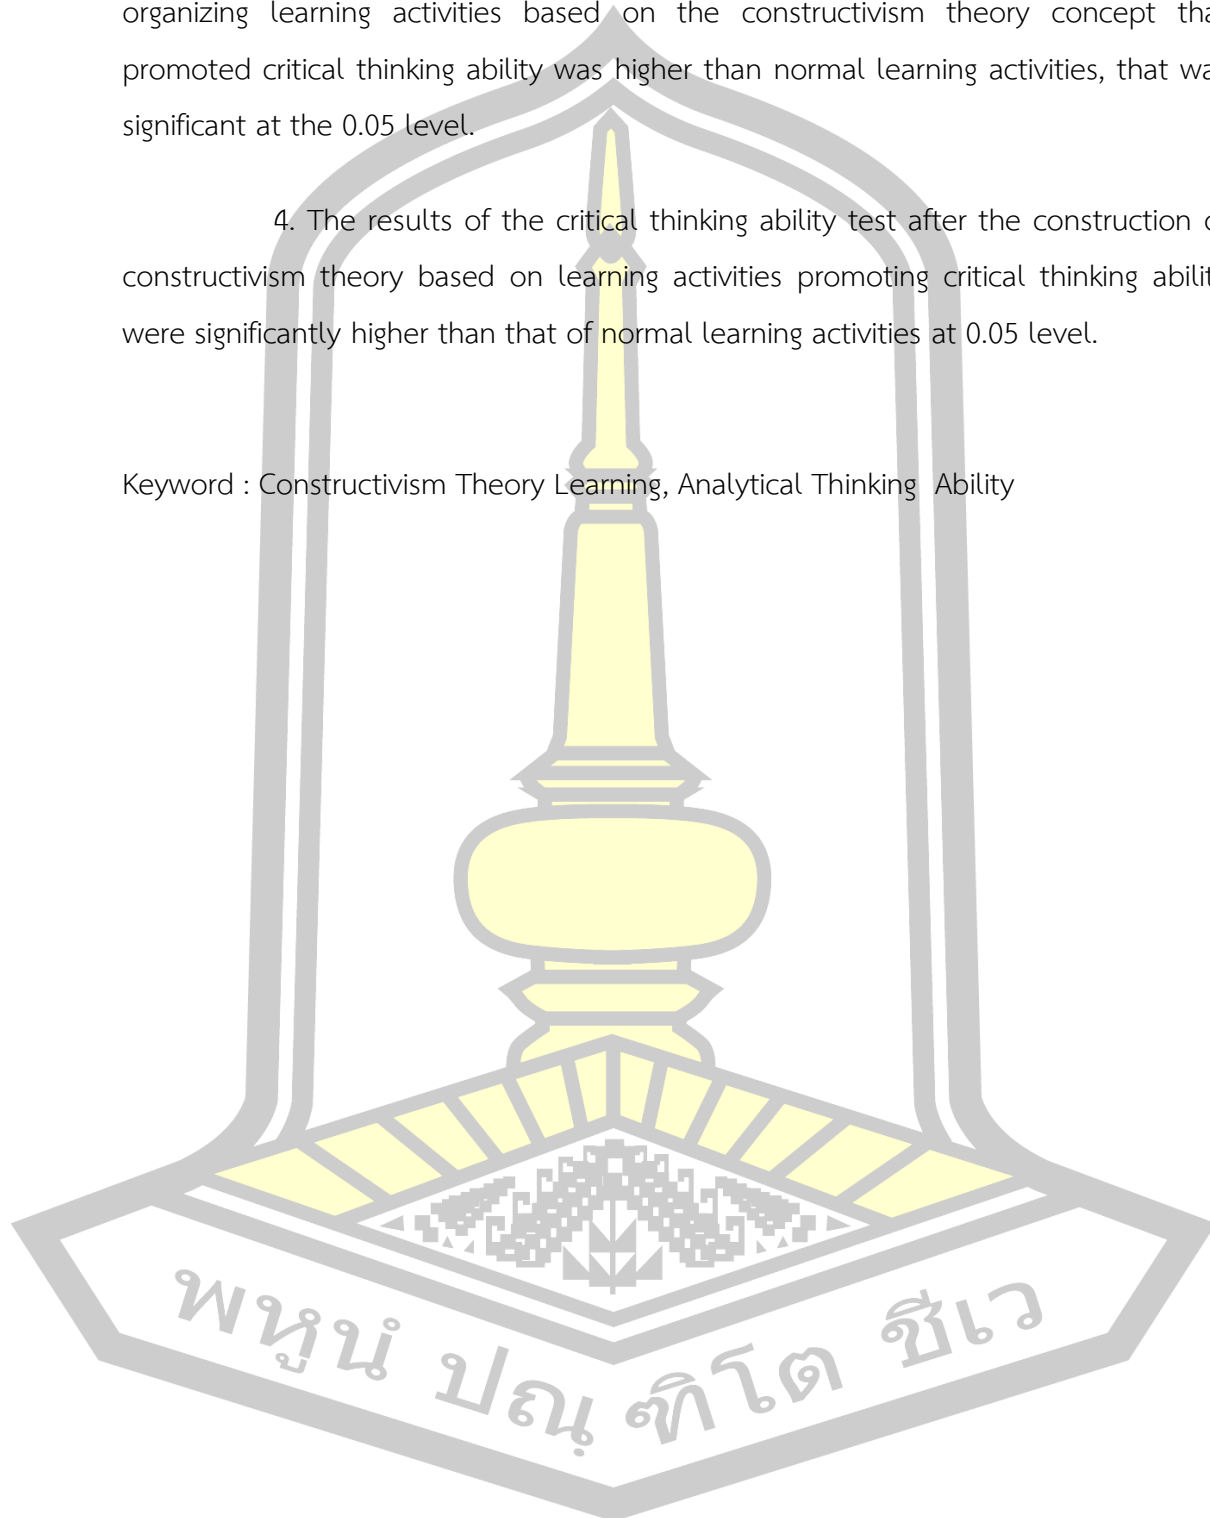 organizing learning activities based on the constructivism theory concept tha
promoted critical thinking ability was higher than normal learning activities, that wa
significant at the 0.05 level.
4. The results of the critical thinking ability test after the construction o
constructivism theory based on learning activities promoting critical thinking abilit
were significantly higher than that of normal learning activities at 0.05 level.
Keyword : Constructivism Theory Learning, Analytical Thinking Ability
พหูนํ ปณฺฑิโต ชีเว